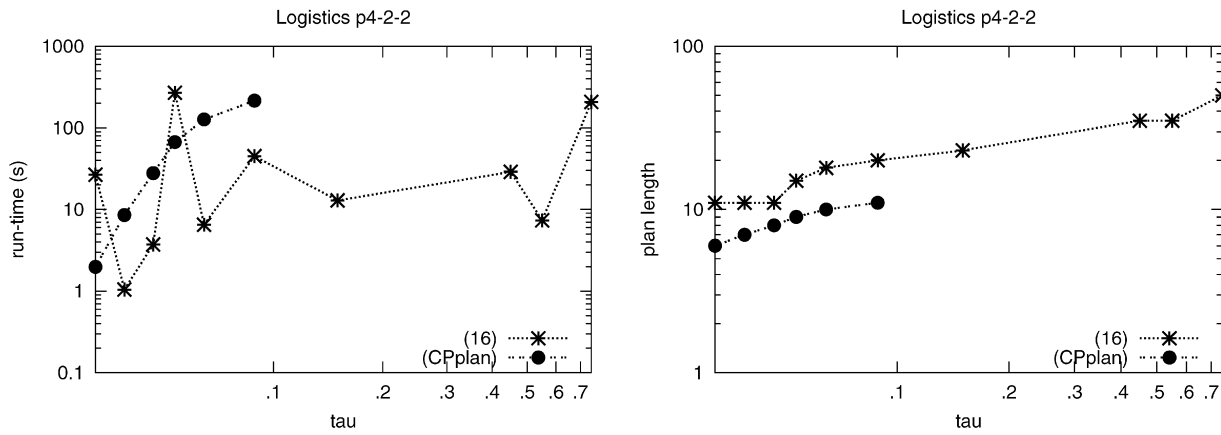 Logistics p4-2-2
1000
100
10
1
0.1
run-time (s)
(16)
(CPplan)
.1 .2 .3 .4 .5 .6 .7
tau
Logistics p4-2-2
100
10
1
plan length
(16)
(CPplan)
.1 .2 .3 .4 .5 .6 .7
tau